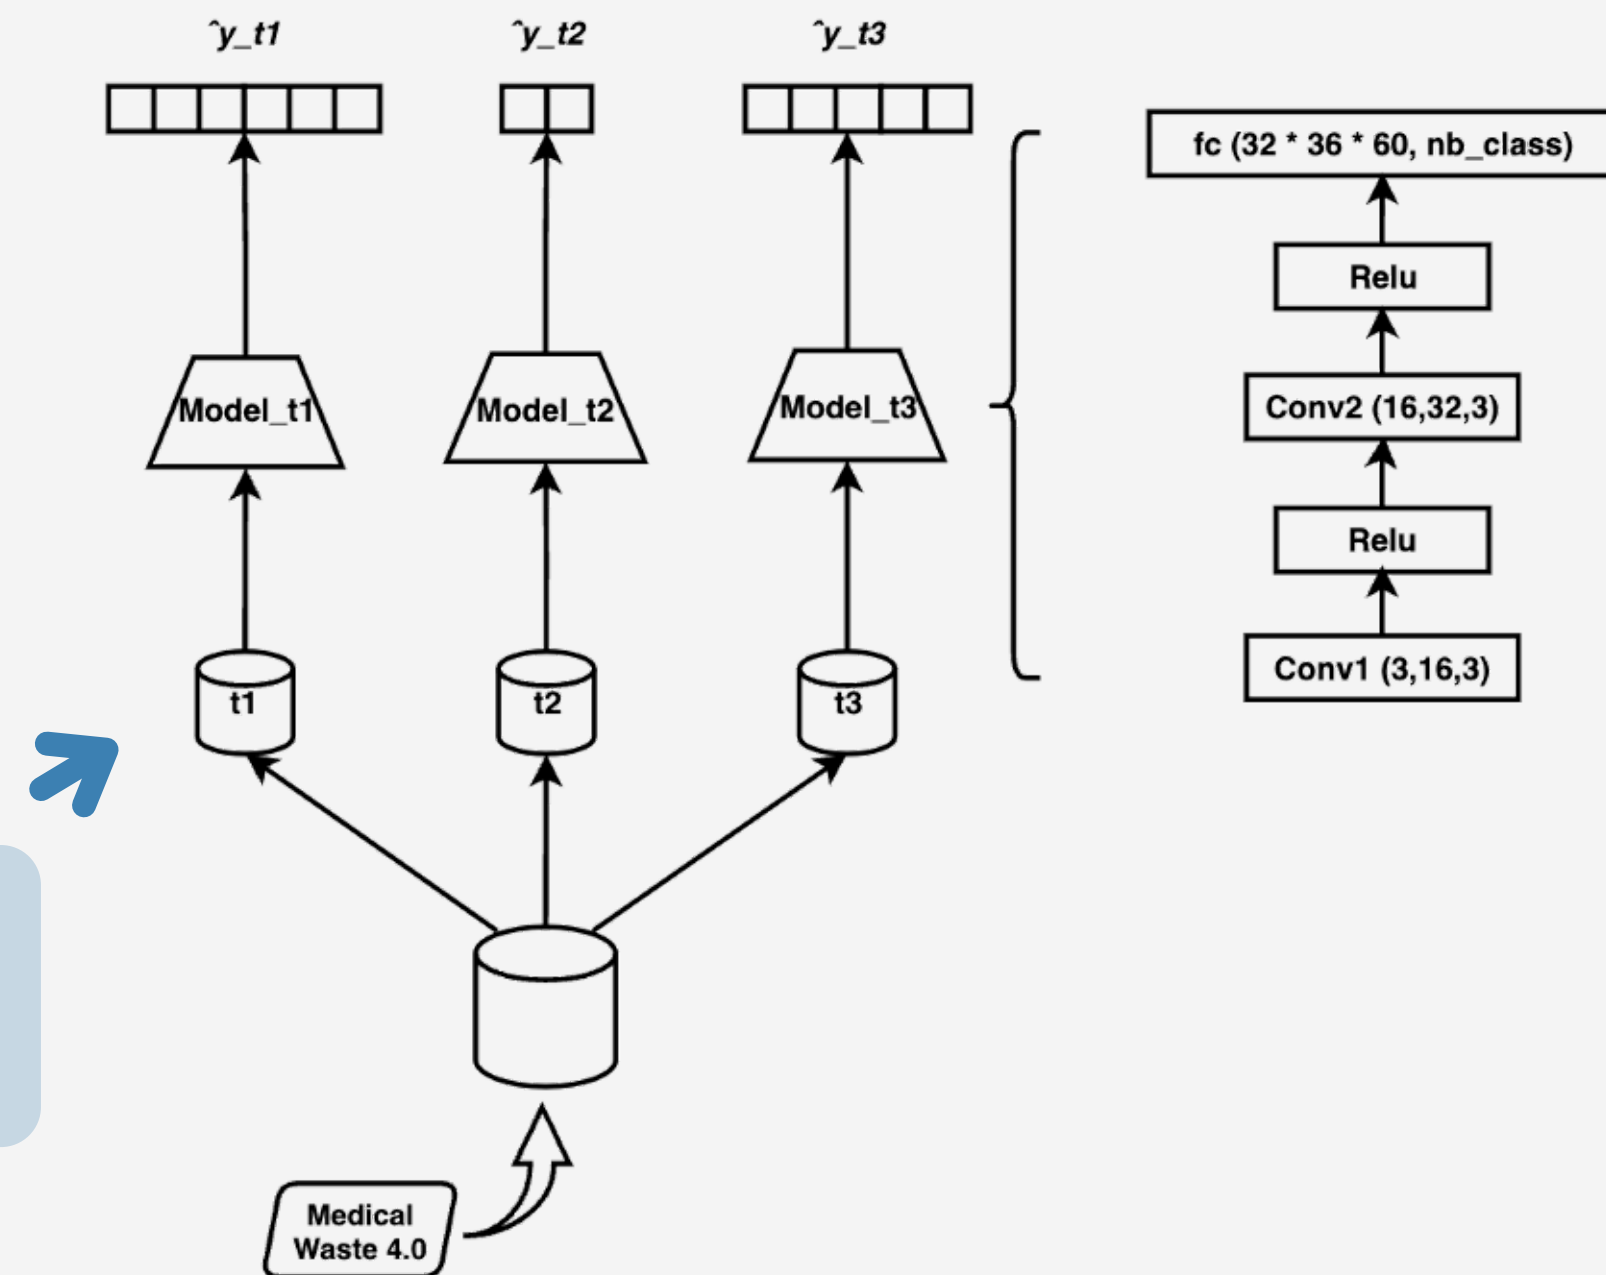 ˆy_t1
ˆy_t2
ˆy_t3
fc (32 * 36 * 60, nb_class)
Relu
Conv2 (16,32,3)
Relu
Conv1 (3,16,3)
Model_t1
Model_t2
Model_t3
t1
t2
t3
Medical
Waste 4.0